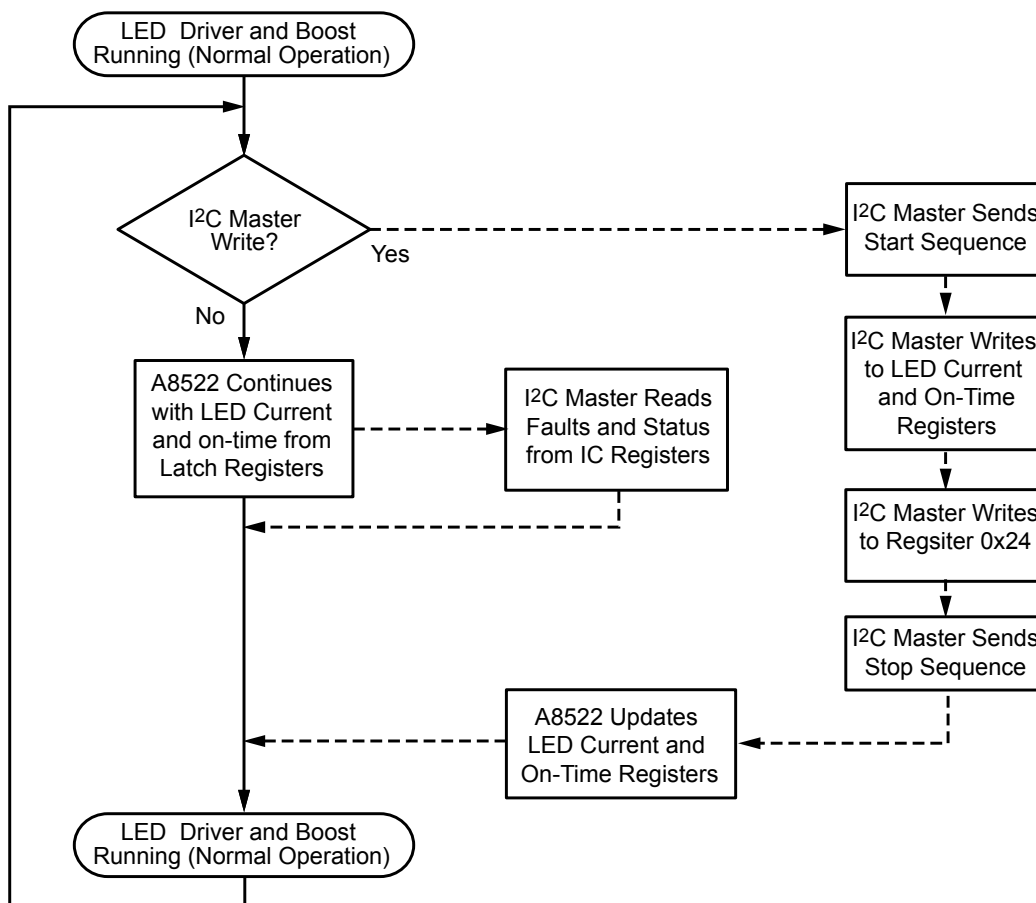 LED Driver and Boost
Running (Normal Operation)
I2C Master
Write?
Yes
No
I2C Master Sends
Start Sequence
I2C Master Writes
to LED Current
and On-Time
Registers
A8522 Continues
with LED Current
and on-time from
Latch Registers
I2C Master Reads
Faults and Status
from IC Registers
I2C Master Writes
to Regsiter 0x24
I2C Master Sends
Stop Sequence
A8522 Updates
LED Current and
On-Time Registers
LED Driver and Boost
Running (Normal Operation)